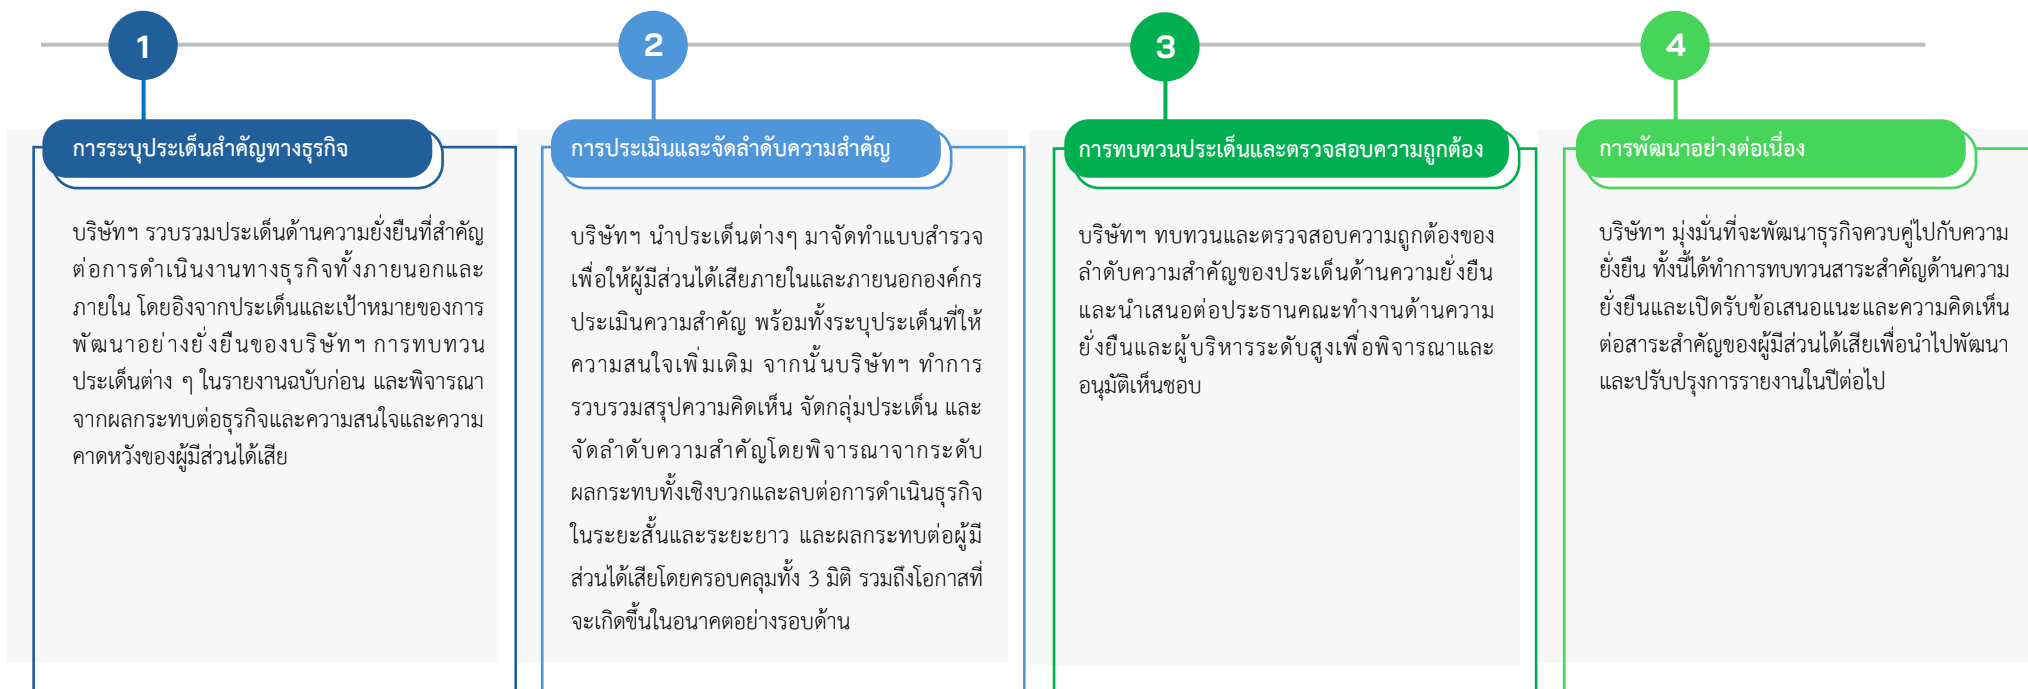 1
การระบุประเด็นสำคัญทางธุรกิจ
บริษัทฯ รวบรวมประเด็นด้านความยั่งยืนที่สำคัญ
ต่อการดำเนินงานทางธุรกิจทั้งภายนอกและ
ภายใน โดยอิงจากประเด็นและเป้าหมายของการ
พัฒนาอย่างยั่งยืนของบริษัทฯ การทบทวน
ประเด็นต่าง ๆ ในรายงานฉบับก่อน และพิจารณา
จากผลกระทบต่อธุรกิจและความสนใจและความ
คาดหวังของผู้มีส่วนได้เสีย
2
การประเมินและจัดลำดับความสำคัญ
บริษัทฯ นำประเด็นต่างๆ มาจัดทำแบบสำรวจ
เพื่อให้ผู้มีส่วนได้เสียภายในและภายนอกองค์กร
ประเมินความสำคัญ พร้อมทั้งระบุประเด็นที่ให้
ความสนใจเพิ่มเติม จากนั้นบริษัทฯ ทำการ
รวบรวมสรุปความคิดเห็น จัดกลุ่มประเด็น และ
จัดลำดับความสำคัญโดยพิจารณาจากระดับ
ผลกระทบทั้งเชิงบวกและลบต่อการดำเนินธุรกิจ
ในระยะสั้นและระยะยาว และผลกระทบต่อผู้มี
ส่วนได้เสียโดยครอบคลุมทั้ง 3 มิติ รวมถึงโอกาสที่
จะเกิดขึ้นในอนาคตอย่างรอบด้าน
3
การทบทวนประเด็นและตรวจสอบความถูกต้อง
บริษัทฯ ทบทวนและตรวจสอบความถูกต้องของ
ลำดับความสำคัญของประเด็นด้านความยั่งยืน
และนำเสนอต่อประธานคณะทำงานด้านความ
ยั่งยืนและผู้บริหารระดับสูงเพื่อพิจารณาและ
อนุมัติเห็นชอบ
4
การพัฒนาอย่างต่อเนื่อง
บริษัทฯ มุ่งมั่นที่จะพัฒนาธุรกิจควบคู่ไปกับความ
ยั่งยืน ทั้งนี้ได้ทำการทบทวนสาระสำคัญด้านความ
ยั่งยืนและเปิดรับข้อเสนอแนะและความคิดเห็น
ต่อสาระสำคัญของผู้มีส่วนได้เสียเพื่อนำไปพัฒนา
และปรับปรุงการรายงานในปีต่อไป